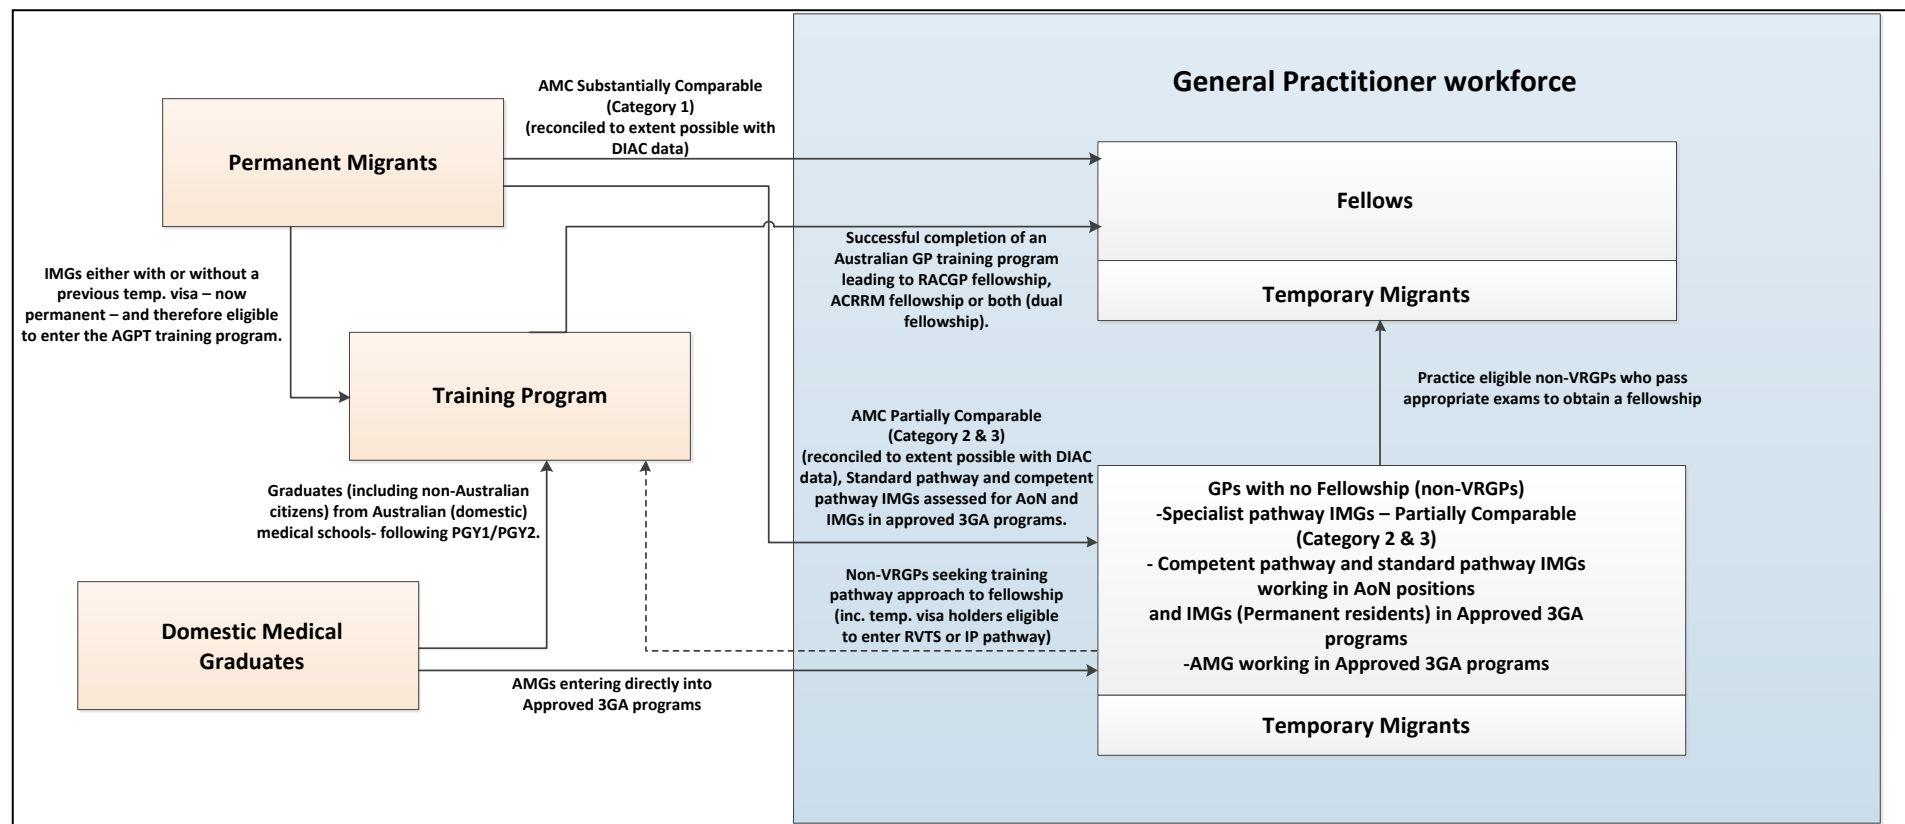 General Practitioner workforce
AMC Substantially Comparable
(Category 1)
(reconciled to extent possible with
DIAC data)
Permanent Migrants
Fellows
Temporary Migrants
Successful completion of an
Australian GP training program
leading to RACGP fellowship,
ACRRM fellowship or both (dual
fellowship).
IMGs either with or without a
previous temp. visa – now
permanent – and therefore eligible
to enter the AGPT training program.
Training Program
Practice eligible non-VRGPs who pass
appropriate exams to obtain a fellowship
AMC Partially Comparable
(Category 2 & 3)
(reconciled to extent possible with DIAC
data), Standard pathway and competent
pathway IMGs assessed for AoN and
IMGs in approved 3GA programs.
Graduates (including non-Australian
citizens) from Australian (domestic)
medical schools- following PGY1/PGY2.
GPs with no Fellowship (non-VRGPs)
-Specialist pathway IMGs – Partially Comparable
(Category 2 & 3)
- Competent pathway and standard pathway IMGs
working in AoN positions
and IMGs (Permanent residents) in Approved 3GA
programs
-AMG working in Approved 3GA programs
Temporary Migrants
Non-VRGPs seeking training
pathway approach to fellowship
(inc. temp. visa holders eligible
to enter RVTS or IP pathway)
Domestic Medical
Graduates
AMGs entering directly into
Approved 3GA programs